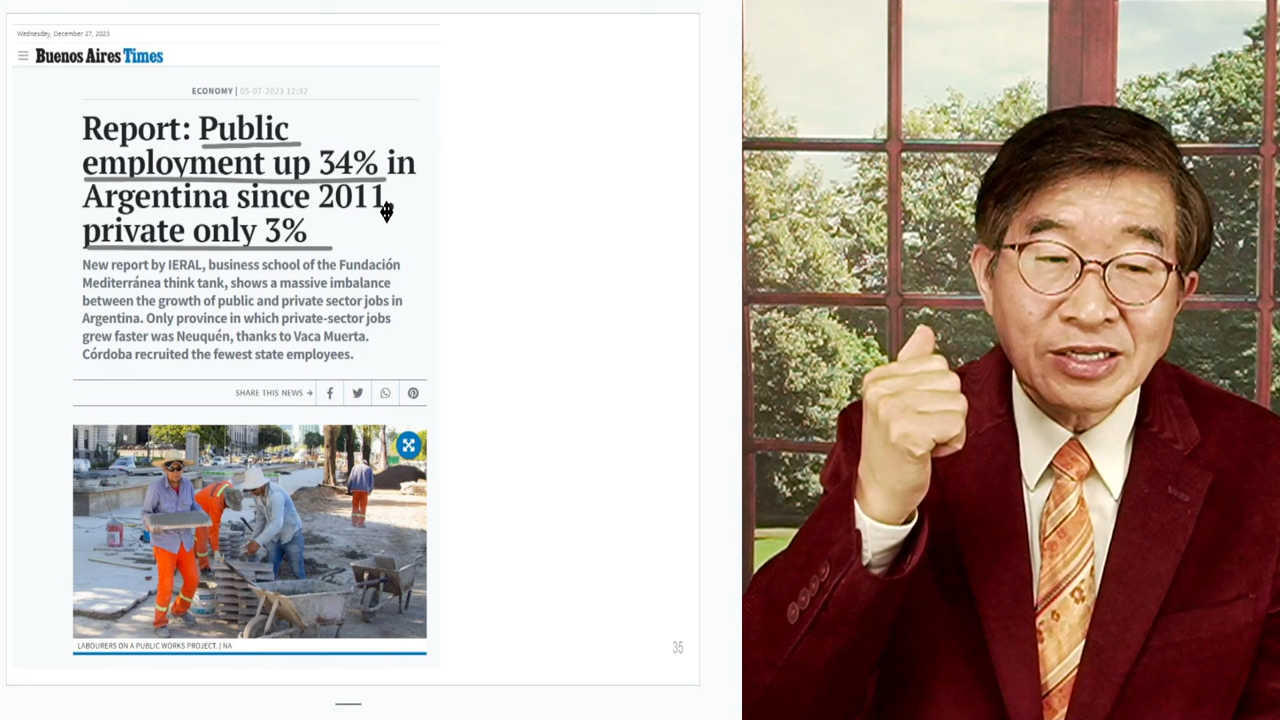 Wednesday, December 27, 2023
Buenos Aires Times
ECONOMY | 05-07-2023 12:32
Report: Public
employment up 34% in
Argentina since 2011,
private only 3%
New report by IERAL, business school of the Fundación
Mediterránea think tank, shows a massive imbalance
between the growth of public and private sector jobs in
Argentina. Only province in which private-sector jobs
grew faster was Neuquén, thanks to Vaca Muerta.
Córdoba recruited the fewest state employees.
SHARE THIS NEWS
LABOURERS ON A PUBLIC WORKS PROJECT. | NA
35